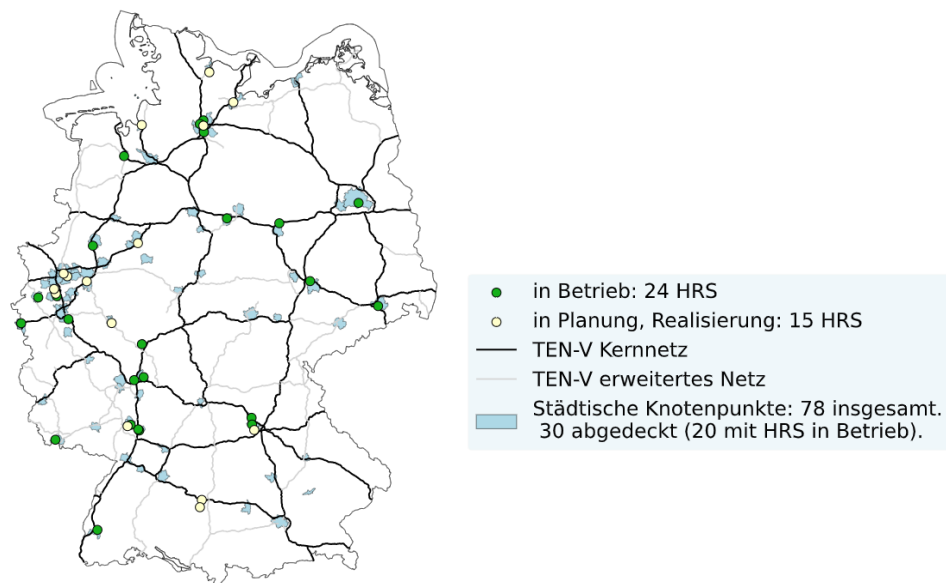 in Betrieb: 24 HRS
in Planung, Realisierung: 15 HRS
TEN-V Kernnetz
TEN-V erweitertes Netz
Städtische Knotenpunkte: 78 insgesamt.
30 abgedeckt (20 mit HRS in Betrieb).